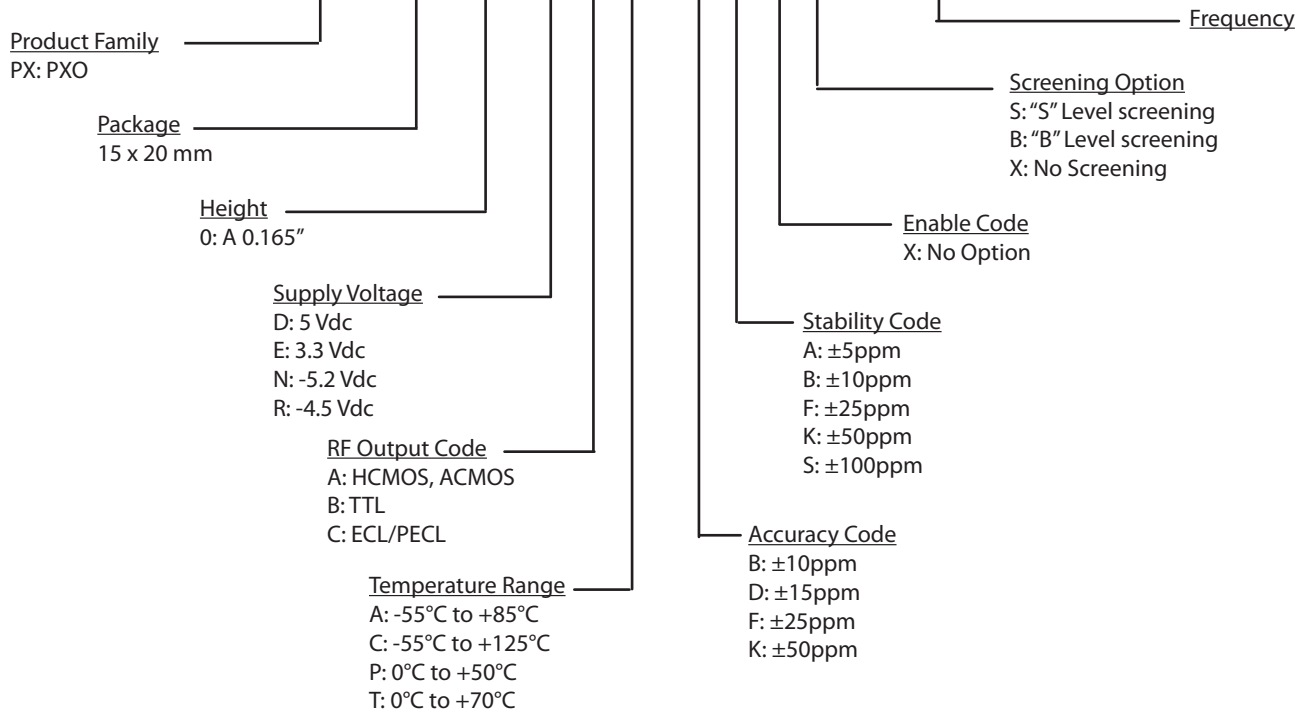 Frequency
Product Family
PX: PXO
Screening Option
S: “S” Level screening
B: “B” Level screening
X: No Screening
Package
15 x 20 mm
Height
0: A 0.165”
Enable Code
X: No Option
Supply Voltage
D: 5 Vdc
E: 3.3 Vdc
N: -5.2 Vdc
R: -4.5 Vdc
Stability Code
A: ±5ppm
B: ±10ppm
F: ±25ppm
K: ±50ppm
S: ±100ppm
RF Output Code
A: HCMOS, ACMOS
B: TTL
C: ECL/PECL
Accuracy Code
B: ±10ppm
D: ±15ppm
F: ±25ppm
K: ±50ppm
Temperature Range
A: -55°C to +85°C
C: -55°C to +125°C
P: 0°C to +50°C
T: 0°C to +70°C